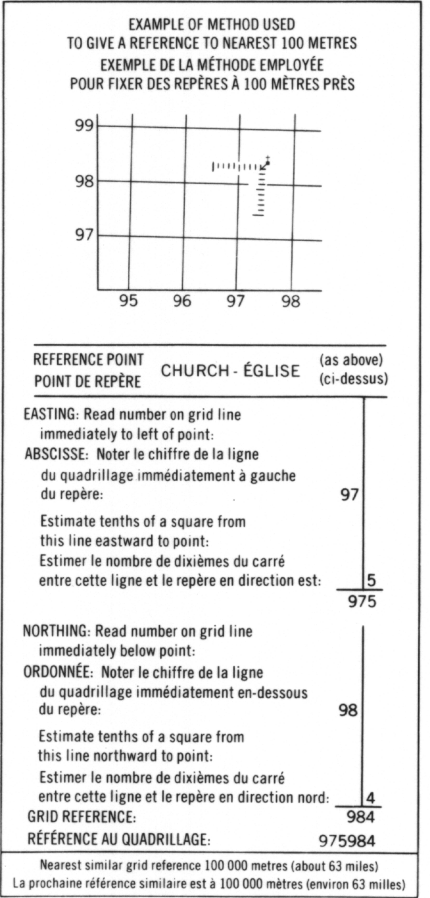 EXAMPLE OF METHOD USED
TO GIVE A REFERENCE TO NEAREST 100 METRES
EXEMPLE DE LA MÉTHODE EMPLOYÉE
POUR FIXER DES REPÈRES À 100 MÈTRES PRÈS
99
98
97
95 96 97 98
REFERENCE POINT
POINT DE REPÈRE
CHURCH - ÉGLISE
(as above)
(ci-dessus)
EASTING: Read number on grid line
immediately to left of point:
ABSCISSE: Noter le chiffre de la ligne
du quadrillage immédiatement à gauche
du repère: 97
Estimate tenths of a square from
this line eastward to point:
Estimer le nombre de dixièmes du carré
entre cette ligne et le repère en direction est: 5
975
NORTHING: Read number on grid line
immediately below point:
ORDONNÉE: Noter le chiffre de la ligne
du quadrillage immédiatement en-dessous
du repère: 98
Estimate tenths of a square from
this line northward to point:
Estimer le nombre de dixièmes du carré
entre cette ligne et le repère en direction nord: 4
GRID REFERENCE: 984
RÉFÉRENCE AU QUADRILLAGE: 975984
Nearest similar grid reference 100 000 metres (about 63 miles)
La prochaine référence similaire est à 100 000 mètres (environ 63 milles)